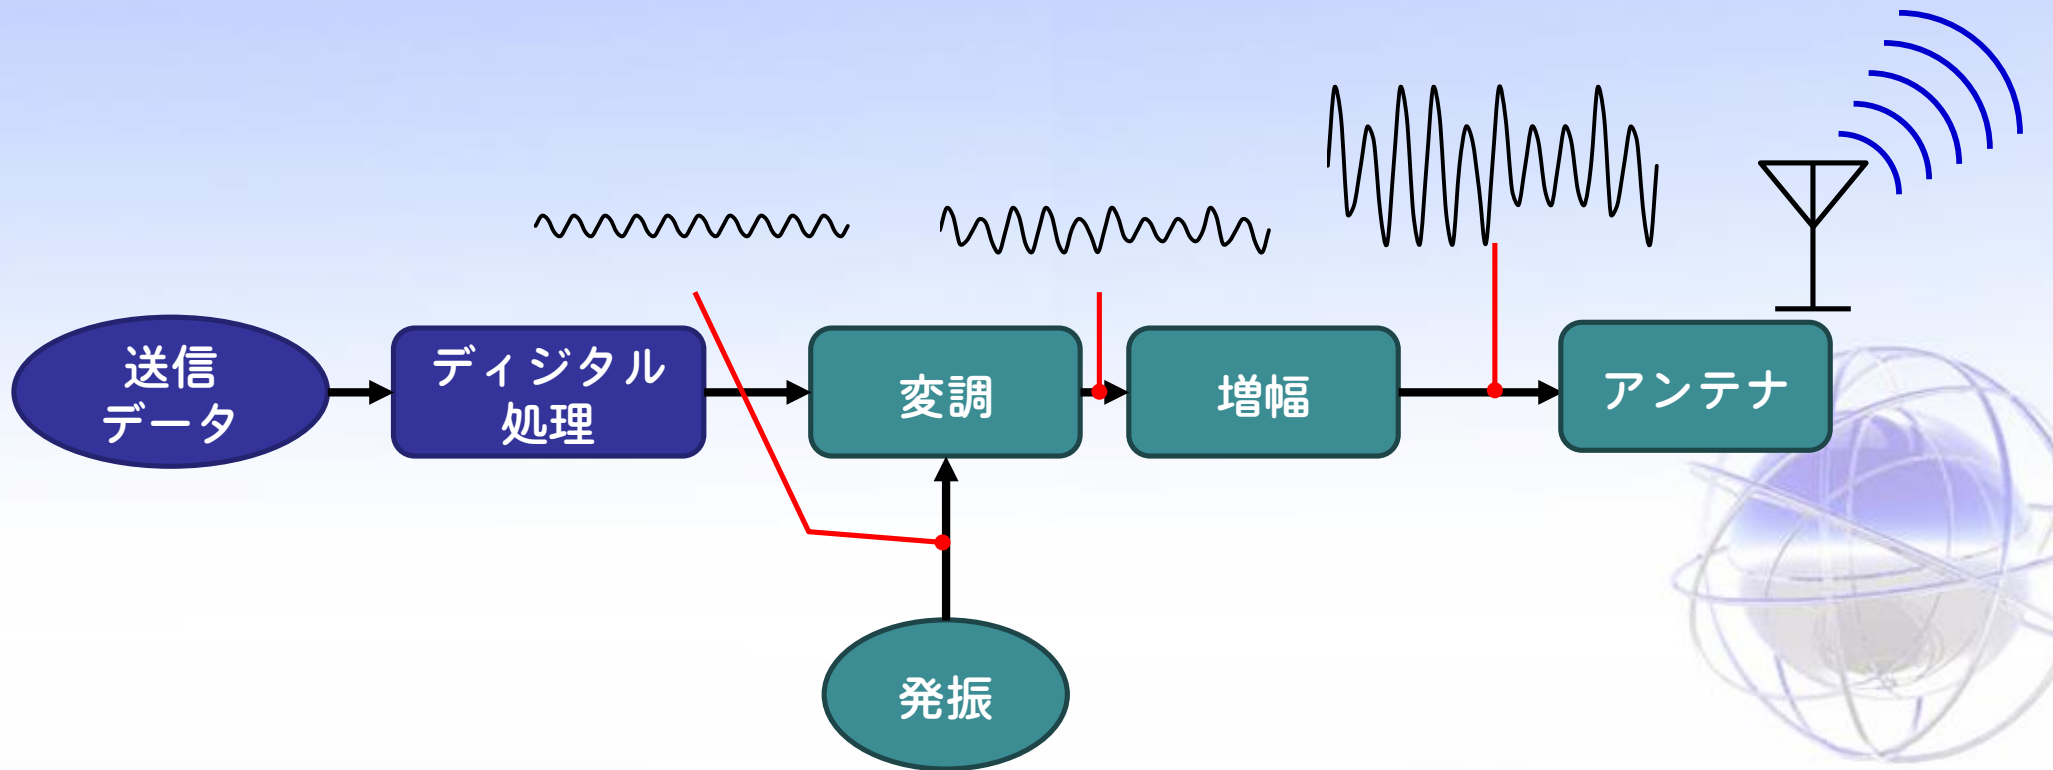 送信
データ
ディジタル
処理
変調
増幅
アンテナ
発振